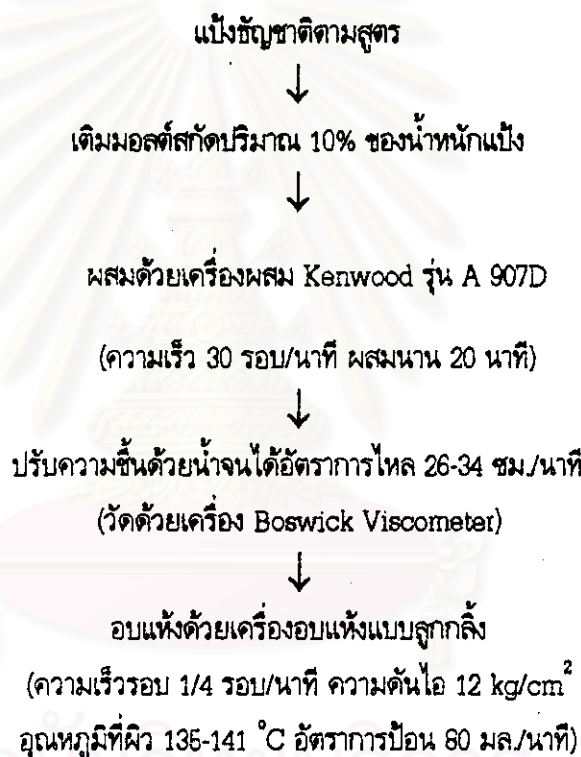 แป้งธัญชาติตามสูตร
↓
เติมมอลต์สกัดปริมาณ 10% ของน้ำหนักแป้ง
↓
ผสมด้วยเครื่องผสม Kenwood รุ่น A 907D
(ความเร็ว 30 รอบ/นาที ผสมนาน 20 นาที)
↓
ปรับความชื้นด้วยน้ำจนได้อัตราการไหล 26-34 ซม./นาที
(วัดด้วยเครื่อง Boswick Viscometer)
↓
อบแห้งด้วยเครื่องอบแห้งแบบลูกกลิ้ง
(ความเร็วรอบ 1/4 รอบ/นาที ความดันไอ 12 kg/cm²
อุณหภูมิที่ผิว 135-141 °C อัตราการป้อน 80 มล./นาที)